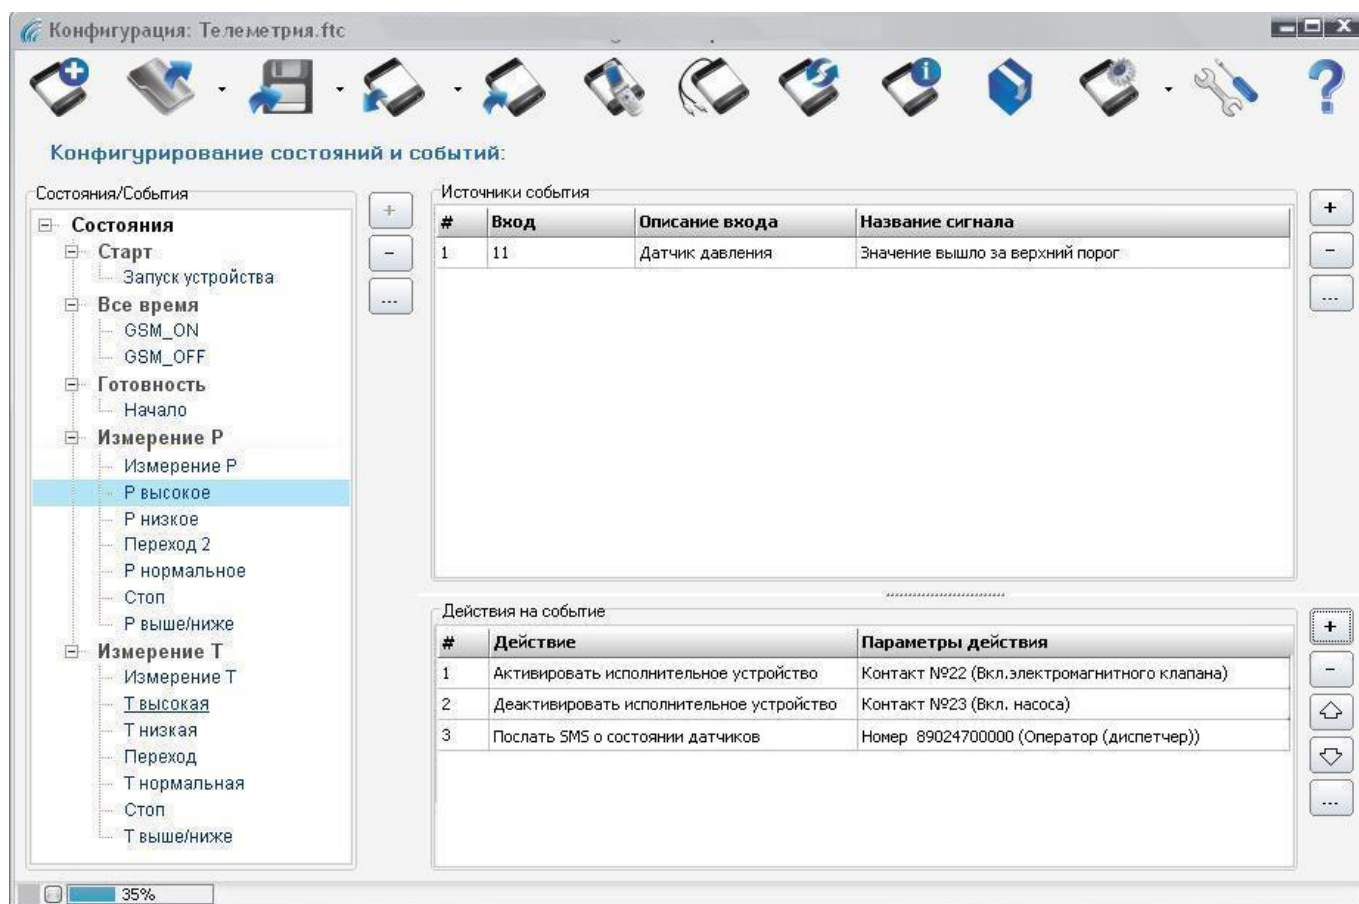 Конфигурация: Телеметрия.ftc
Конфигурирование состояний и событий:
Состояния/События
Состояния
Старт
Запуск устройства
Все время
GSM_ON
GSM_OFF
Готовность
Начало
Измерение P
Измерение P
P высокое
P низкое
Переход 2
P нормальное
Стоп
P выше/ниже
Измерение T
Измерение T
T высокая
T низкая
Переход
T нормальная
Стоп
T выше/ниже
Источники события
# Вход Описание входа Название сигнала
1 11 Датчик давления Значение вышло за верхний порог
Действия на событие
# Действие Параметры действия
1 Активировать исполнительное устройство Контакт №22 (Вкл.электромагнитного клапана)
2 Деактивировать исполнительное устройство Контакт №23 (Вкл. насоса)
3 Послать SMS о состоянии датчиков Номер 89024700000 (Оператор (диспетчер))
35%